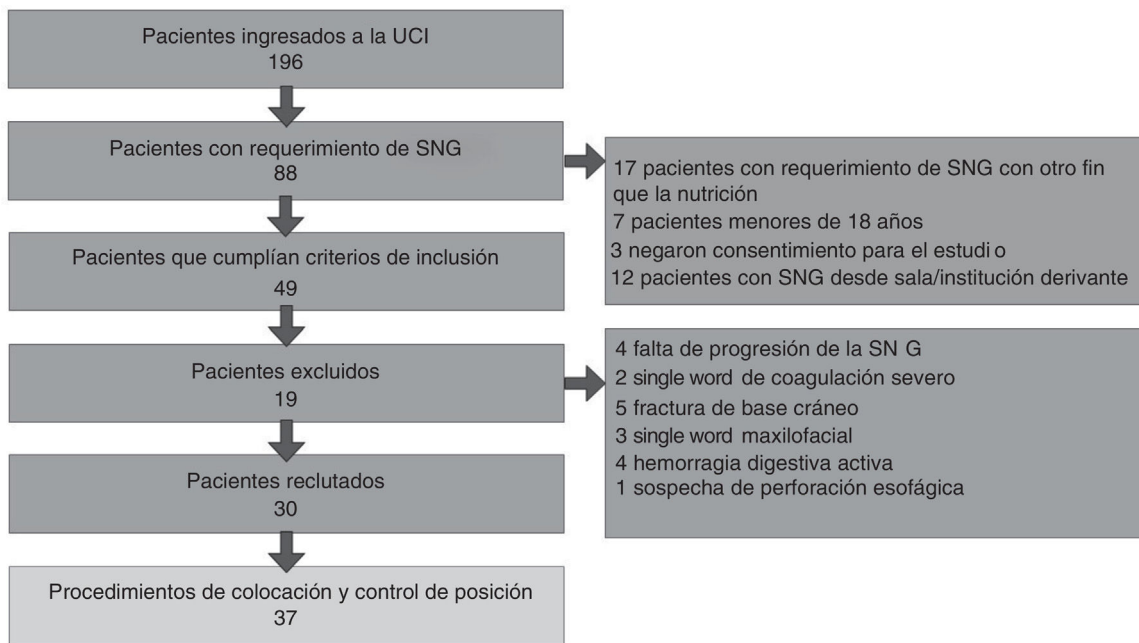 Pacientes ingresados a la UCI
196
Pacientes con requerimiento de SNG
88
17 pacientes con requerimiento de SNG con otro fin
que la nutrición
7 pacientes menores de 18 años
3 negaron consentimiento para el estudi o
12 pacientes con SNG desde sala/institución derivante
Pacientes que cumplían criterios de inclusión
49
Pacientes excluidos
19
4 falta de progresión de la SN G
2 single word de coagulación severo
5 fractura de base cráneo
3 single word maxilofacial
4 hemorragia digestiva activa
1 sospecha de perforación esofágica
Pacientes reclutados
30
Procedimientos de colocación y control de posición
37